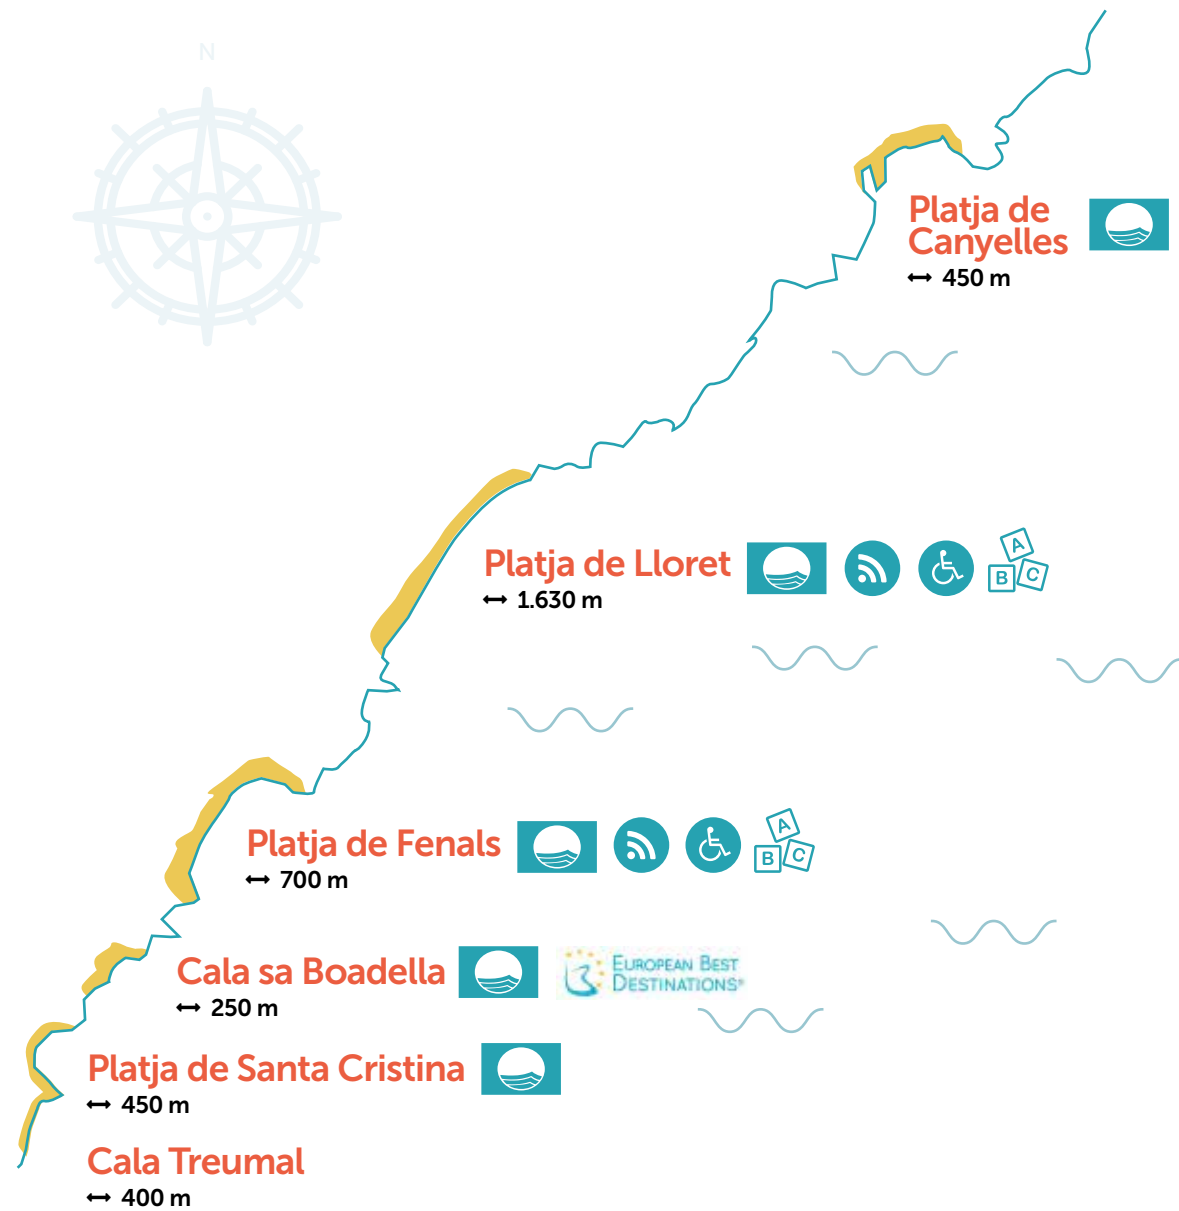 N
Platja de
Canyelles
450 m
Platja de Lloret
A
B C
1.630 m
Platja de Fenals
A
B C
700 m
Cala sa Boadella
EUROPEAN BEST
DESTINATIONS®
250 m
Platja de Santa Cristina
450 m
Cala Treumal
400 m